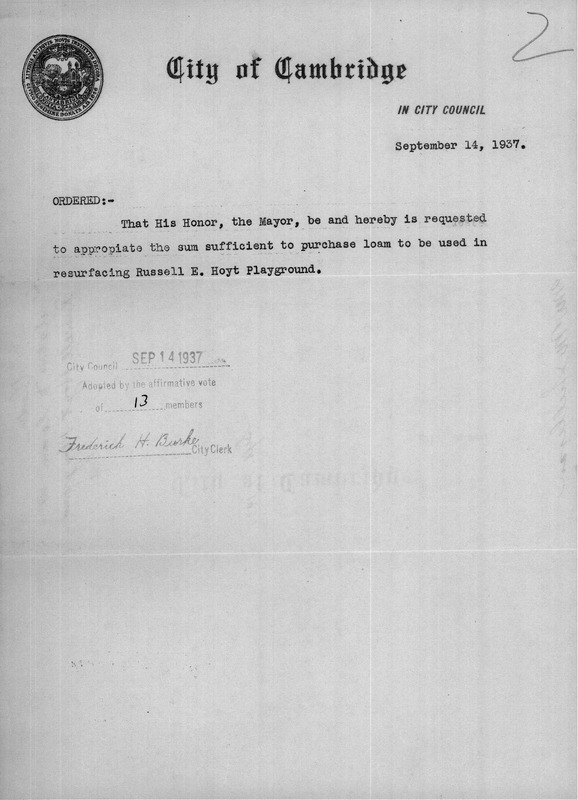 2
City of Cambridge
IN CITY COUNCIL
September 14, 1937.
ORDERED:-
That His Honor, the Mayor, be and hereby is requested
to appropiate the sum sufficient to purchase loam to be used in
resurfacing Russell E. Hoyt Playground.
City Council SEP 14 1937
Adopted by the affirmative vote
of 13 members
Frederick H. Burke
City Clerk